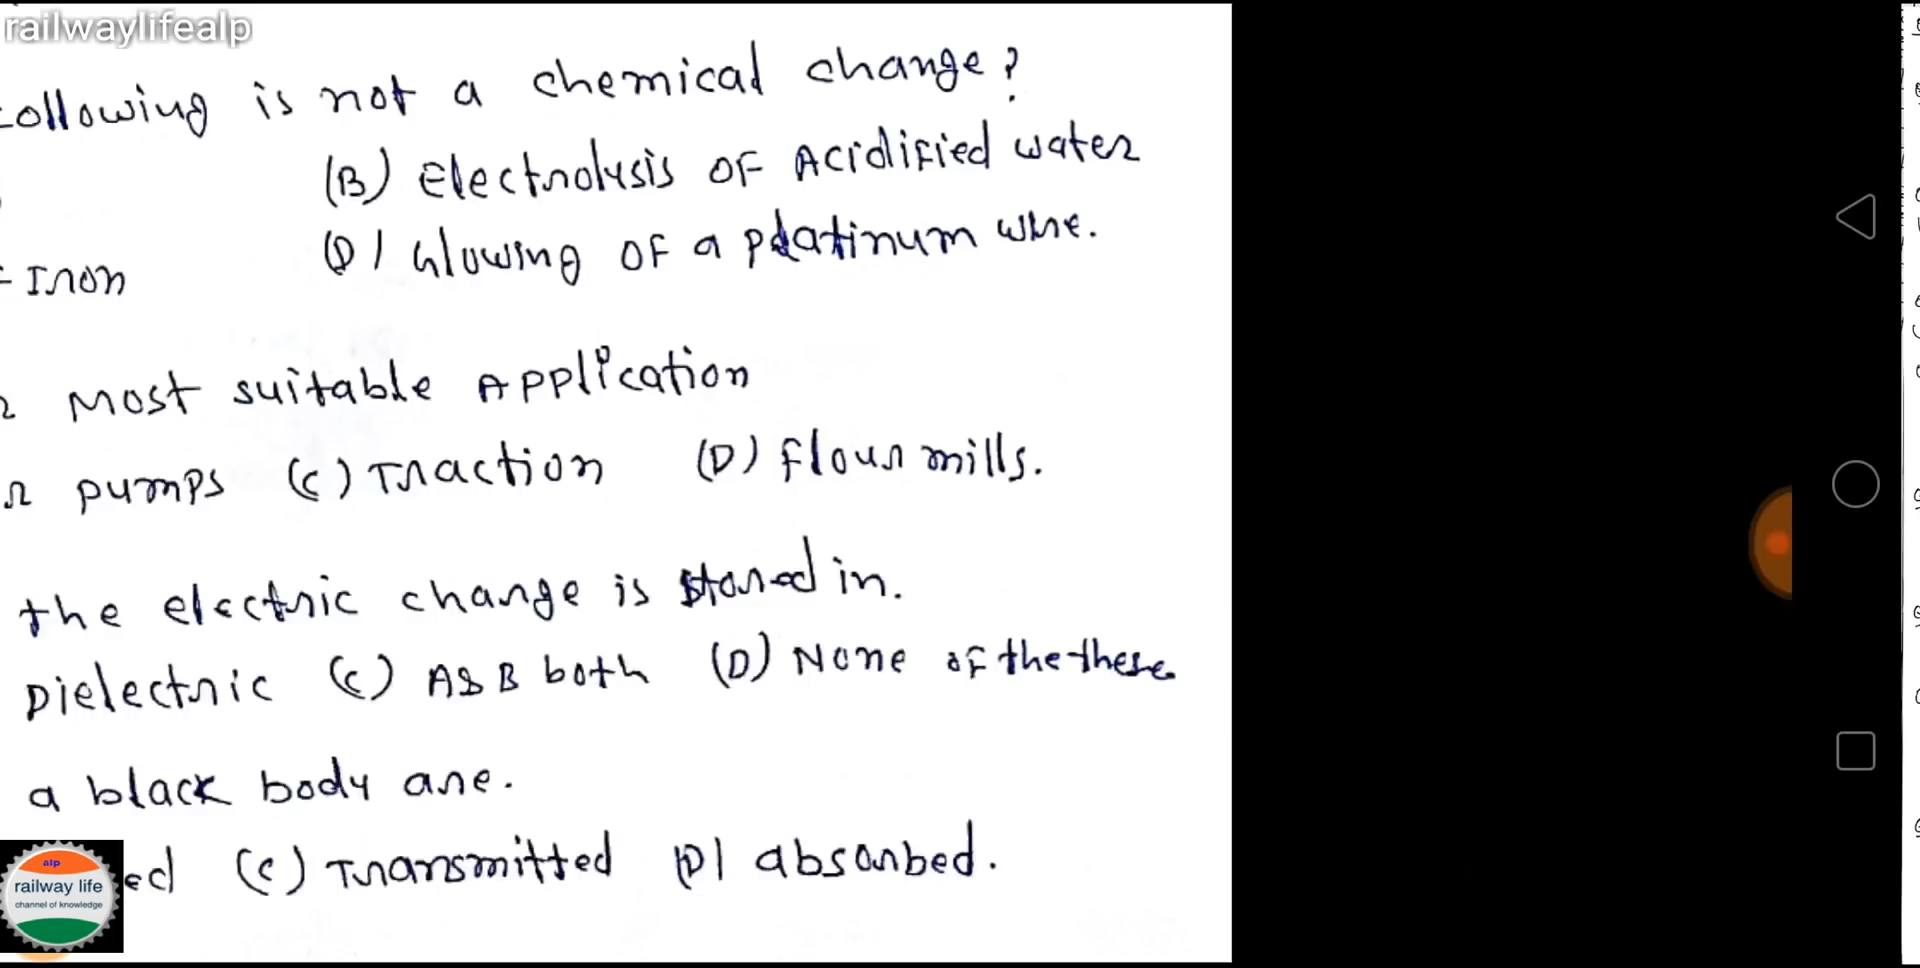 railwaylifealp
following is not a chemical change?
(B) Electrolysis of Acidified water
(D) Glowing of a platinum wire.
Iron
Most suitable Application
pumps (C) Traction (D) flour mills.
the electric charge is stored in.
Dielectric (C) A & B both (D) None of the these.
a black body are.
ed (C) Transmitted (D) absorbed.
alp
railway life
channel of knowledge